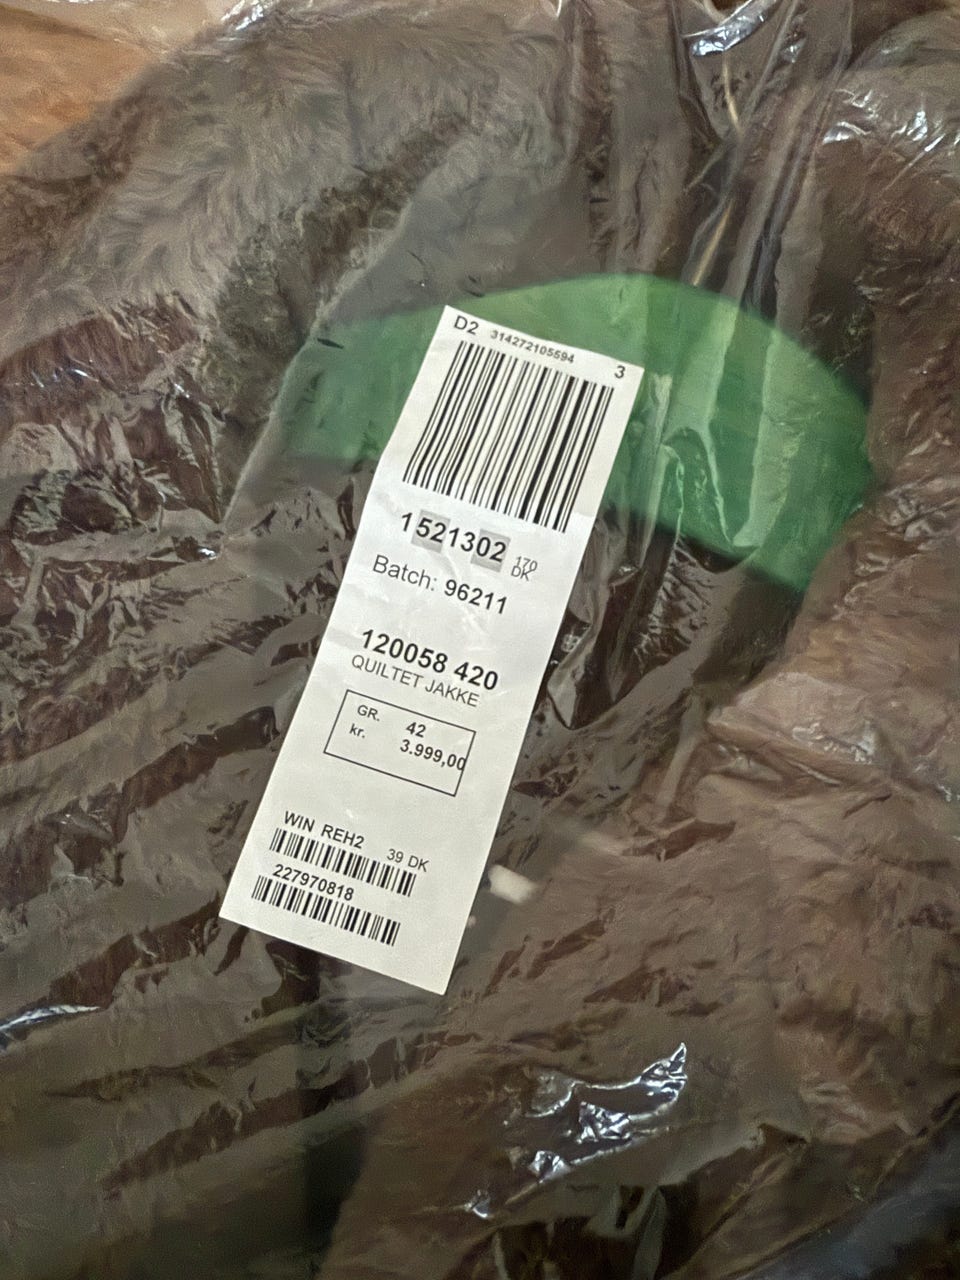 D2 314272105594 3
1521302 170 DK
Batch: 96211
120058 420
QUILTET JAKKE
GR. 42
kr. 3.999,00
WIN REH2 39 DK
227970818